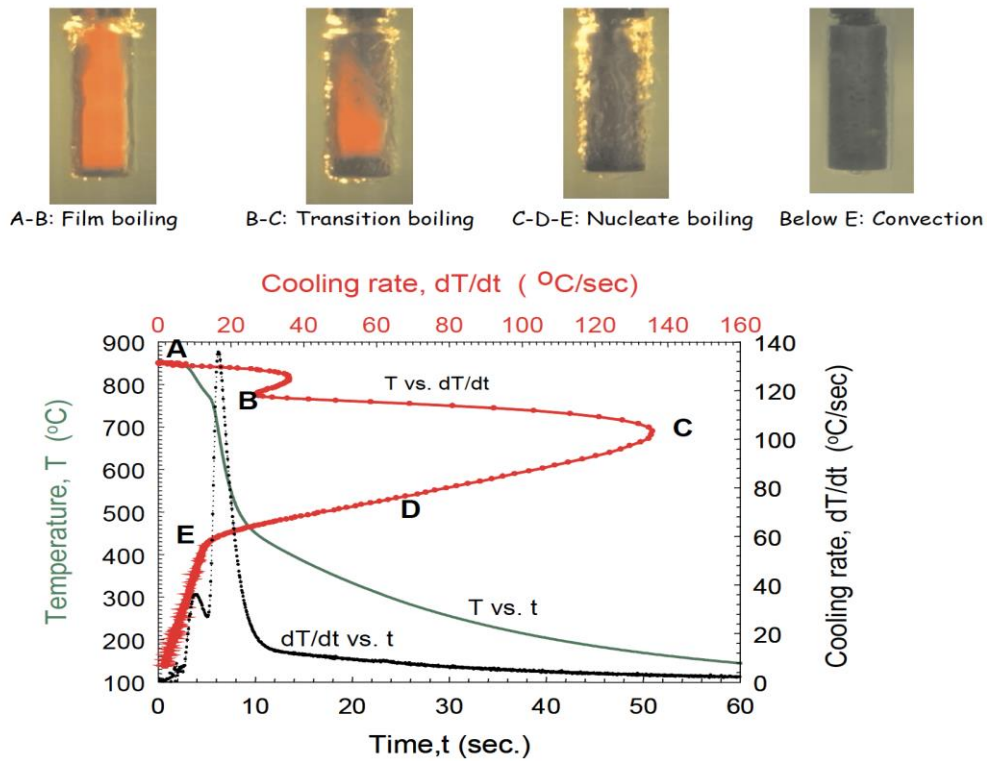 A-B: Film boiling
B-C: Transition boiling
C-D-E: Nucleate boiling
Below E: Convection
Cooling rate, dT/dt ( ºC/sec)
0 20 40 60 80 100 120 140 160
900
800
700
600
500
400
300
200
100
Temperature, T (ºC)
A
B
T vs. dT/dt
C
D
E
T vs. t
dT/dt vs. t
140
120
100
80
60
40
20
0
Cooling rate, dT/dt (ºC/sec)
0 10 20 30 40 50 60
Time,t (sec.)